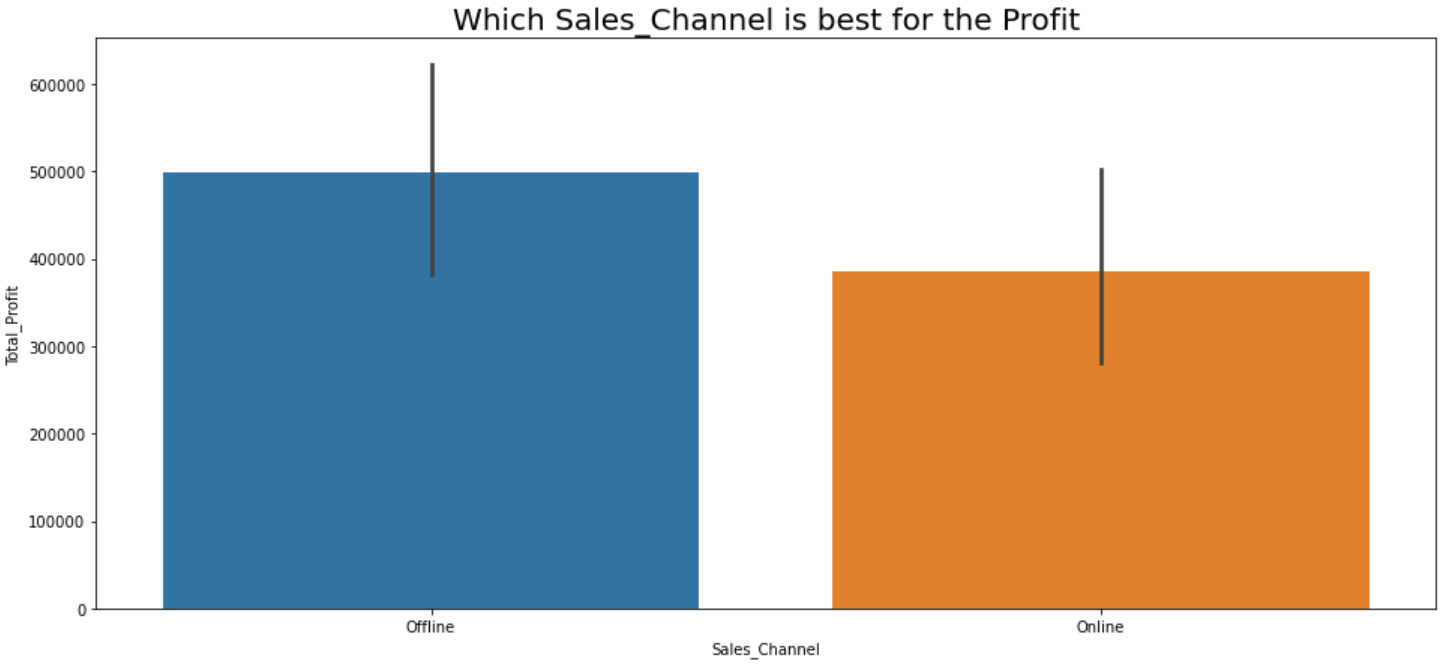 Which Sales_Channel is best for the Profit
600000
500000
400000
300000
200000
100000
0
Total_Profit
Offline
Online
Sales_Channel